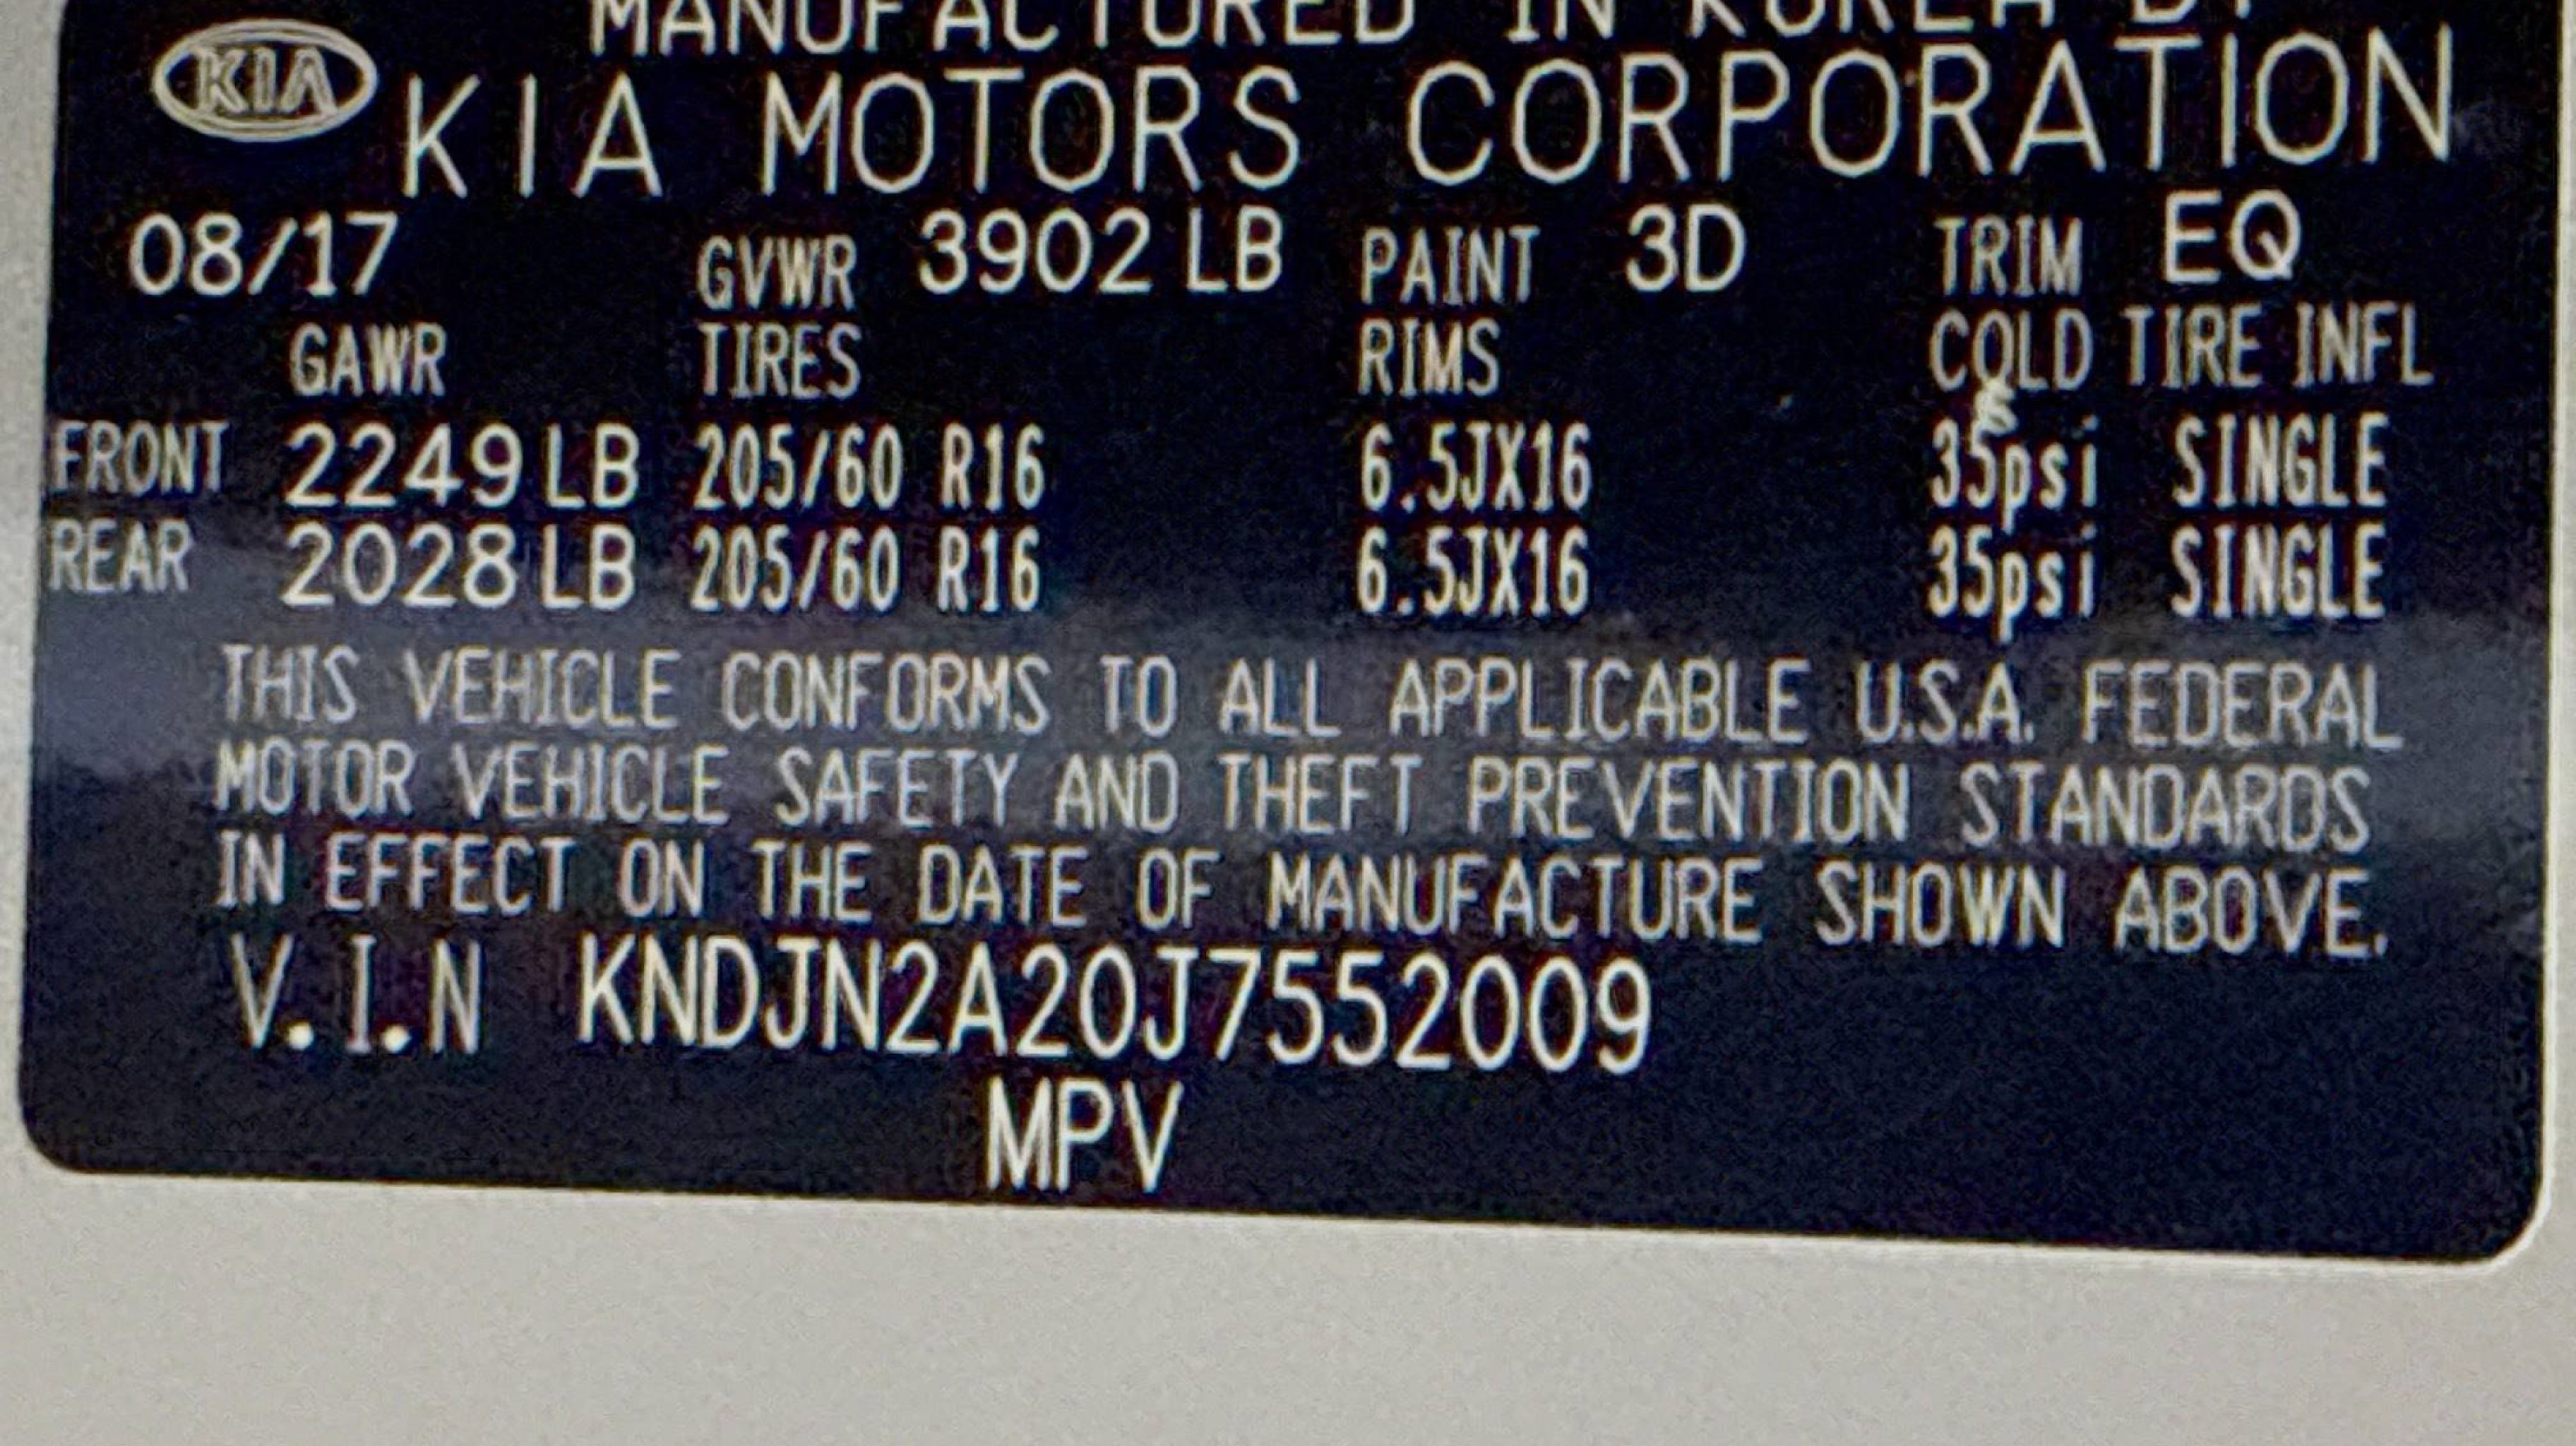 MANUFACTURED IN KOREA BY
KIA KIA MOTORS CORPORATION
08/17 GVWR 3902 LB PAINT 3D TRIM EQ
GAWR TIRES RIMS COLD TIRE INFL
FRONT 2249 LB 205/60 R16 6.5JX16 35psi SINGLE
REAR 2028 LB 205/60 R16 6.5JX16 35psi SINGLE
THIS VEHICLE CONFORMS TO ALL APPLICABLE U.S.A. FEDERAL
MOTOR VEHICLE SAFETY AND THEFT PREVENTION STANDARDS
IN EFFECT ON THE DATE OF MANUFACTURE SHOWN ABOVE.
V.I.N KNDJN2A20J7552009
MPV